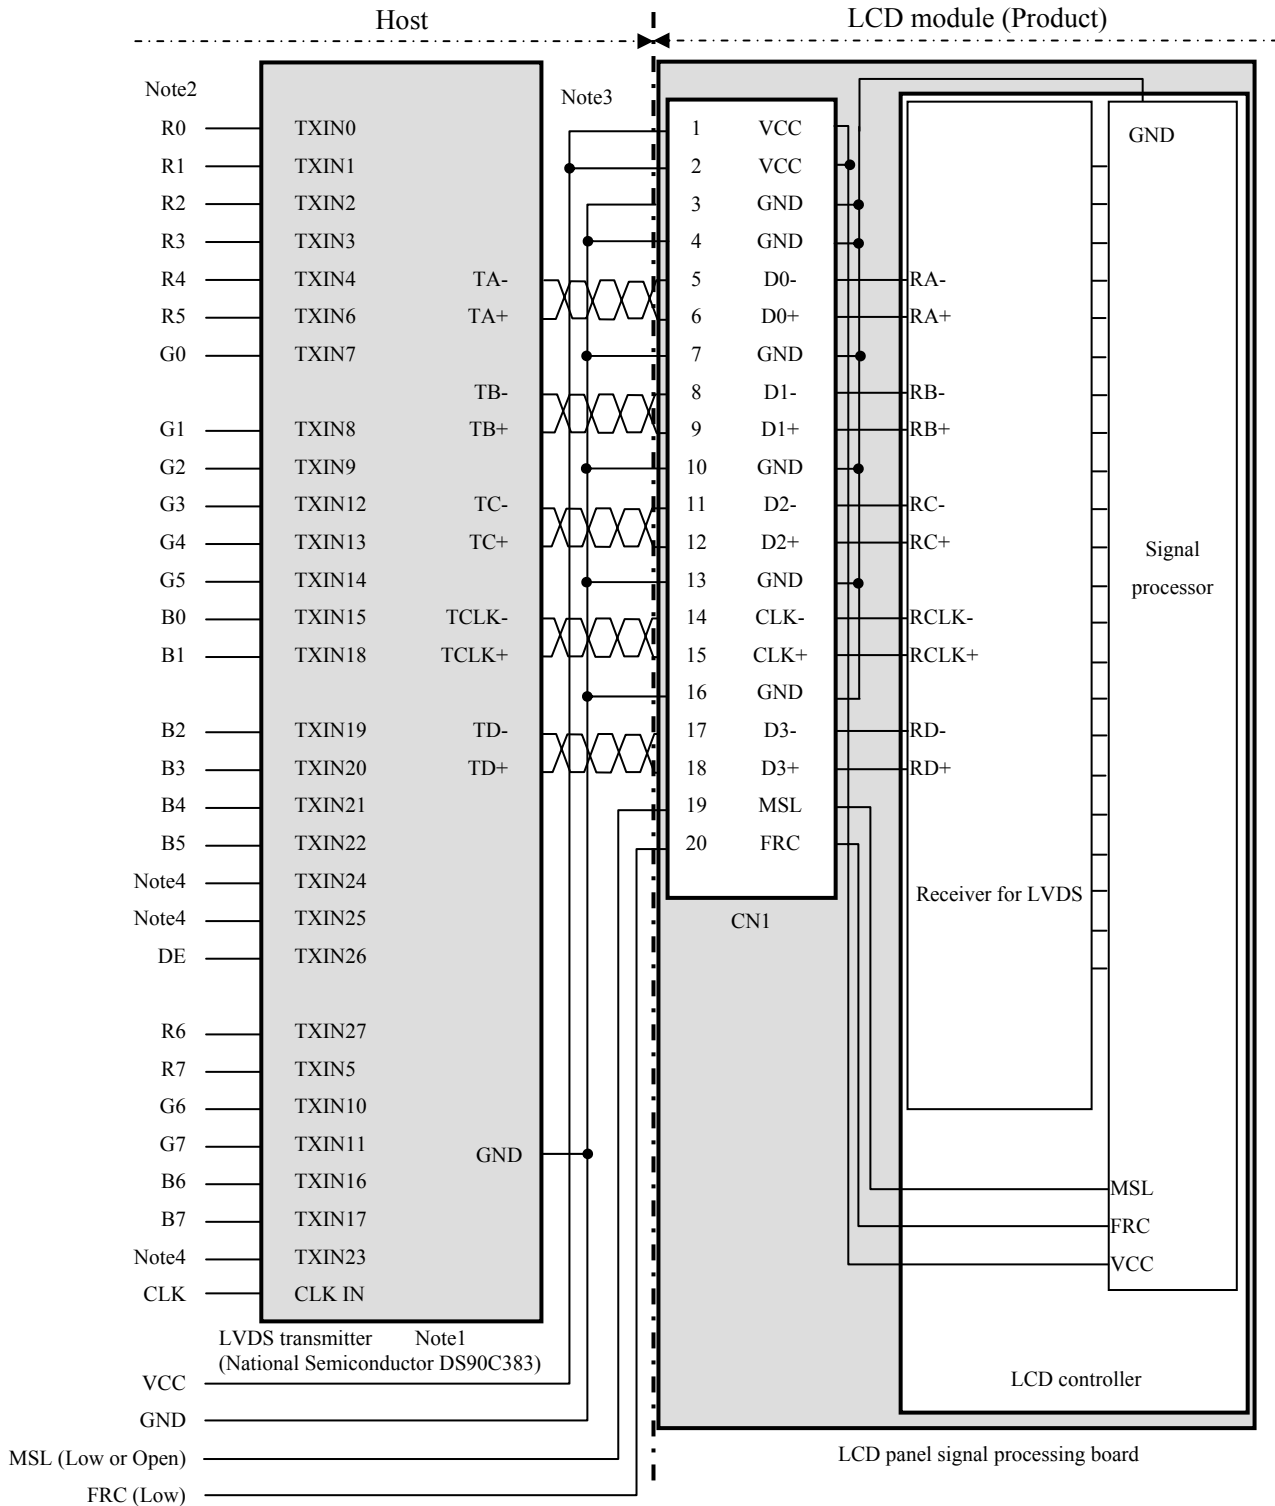 Host LCD module (Product)
Note2 Note3
R0 TXIN0 1 VCC GND
R1 TXIN1 2 VCC
R2 TXIN2 3 GND
R3 TXIN3 4 GND
R4 TXIN4 TA- 5 D0- RA-
R5 TXIN6 TA+ 6 D0+ RA+
G0 TXIN7 7 GND
TB- 8 D1- RB-
G1 TXIN8 TB+ 9 D1+ RB+
G2 TXIN9 10 GND
G3 TXIN12 TC- 11 D2- RC-
G4 TXIN13 TC+ 12 D2+ RC+ Signal
G5 TXIN14 13 GND processor
B0 TXIN15 TCLK- 14 CLK- RCLK-
B1 TXIN18 TCLK+ 15 CLK+ RCLK+
16 GND
B2 TXIN19 TD- 17 D3- RD-
B3 TXIN20 TD+ 18 D3+ RD+
B4 TXIN21 19 MSL
B5 TXIN22 20 FRC
Note4 TXIN24 Receiver for LVDS
Note4 TXIN25 CN1
DE TXIN26
R6 TXIN27
R7 TXIN5
G6 TXIN10
G7 TXIN11 GND
B6 TXIN16 MSL
B7 TXIN17 FRC
Note4 TXIN23 VCC
CLK CLK IN
LVDS transmitter Note1
(National Semiconductor DS90C383)
VCC LCD controller
GND
MSL (Low or Open) LCD panel signal processing board
FRC (Low)